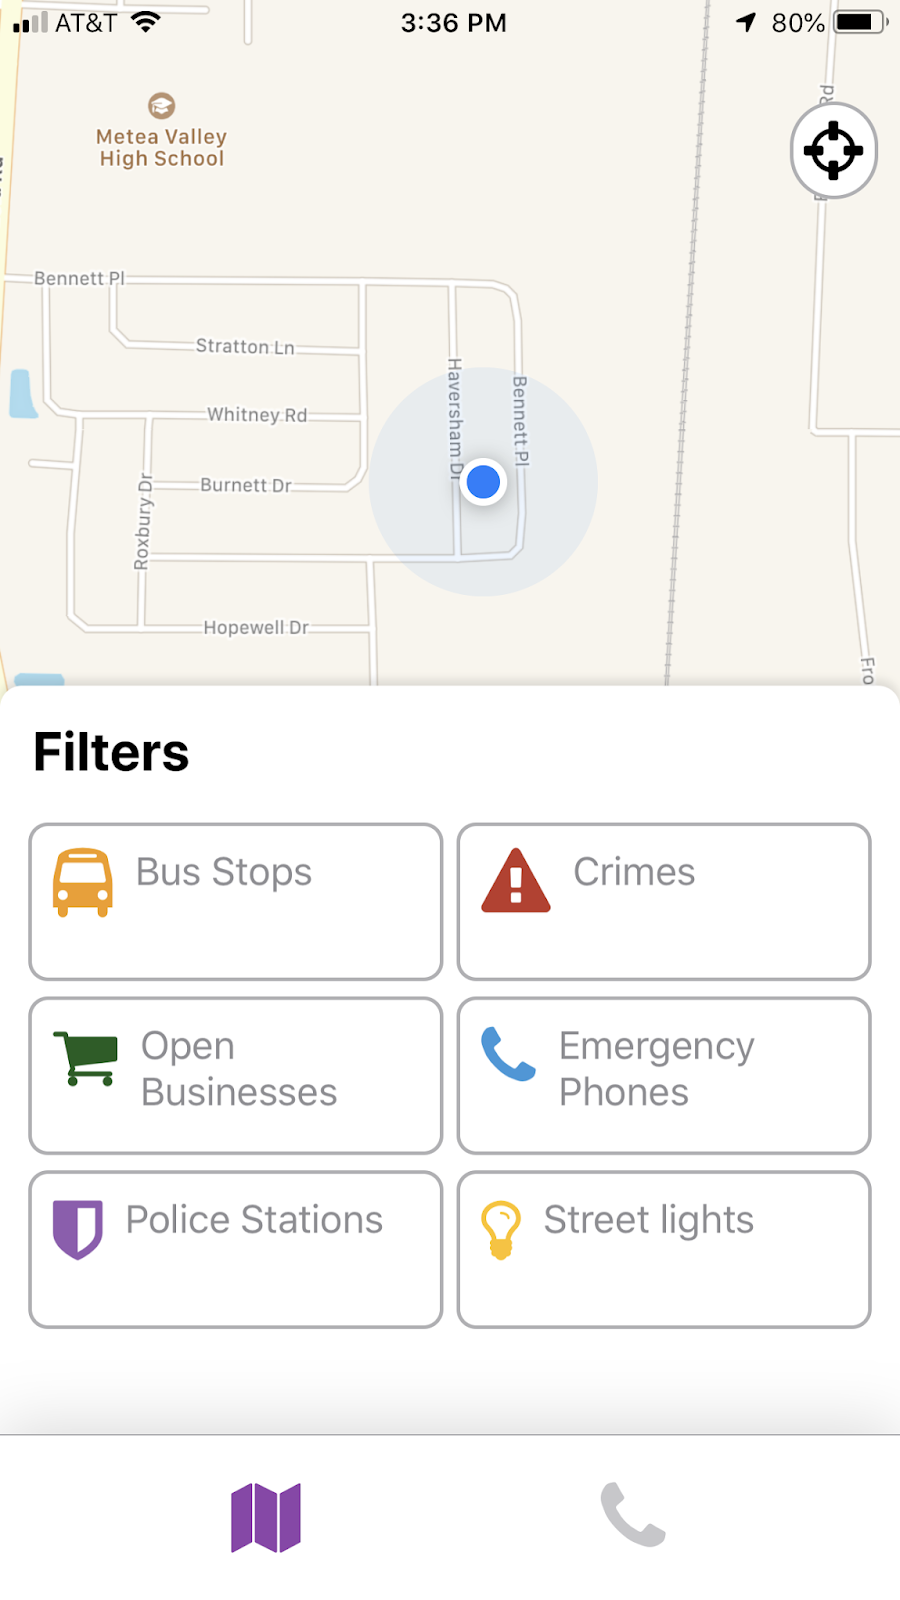 AT&T 3:36 PM 80%
Metea Valley
High School
Rd
Bennett Pl
Stratton Ln
Haversham Dr
Bennett Pl
Whitney Rd
Burnett Dr
Roxbury Dr
Hopewell Dr
Fro
Filters
Bus Stops
Crimes
Open
Businesses
Emergency
Phones
Police Stations
Street lights